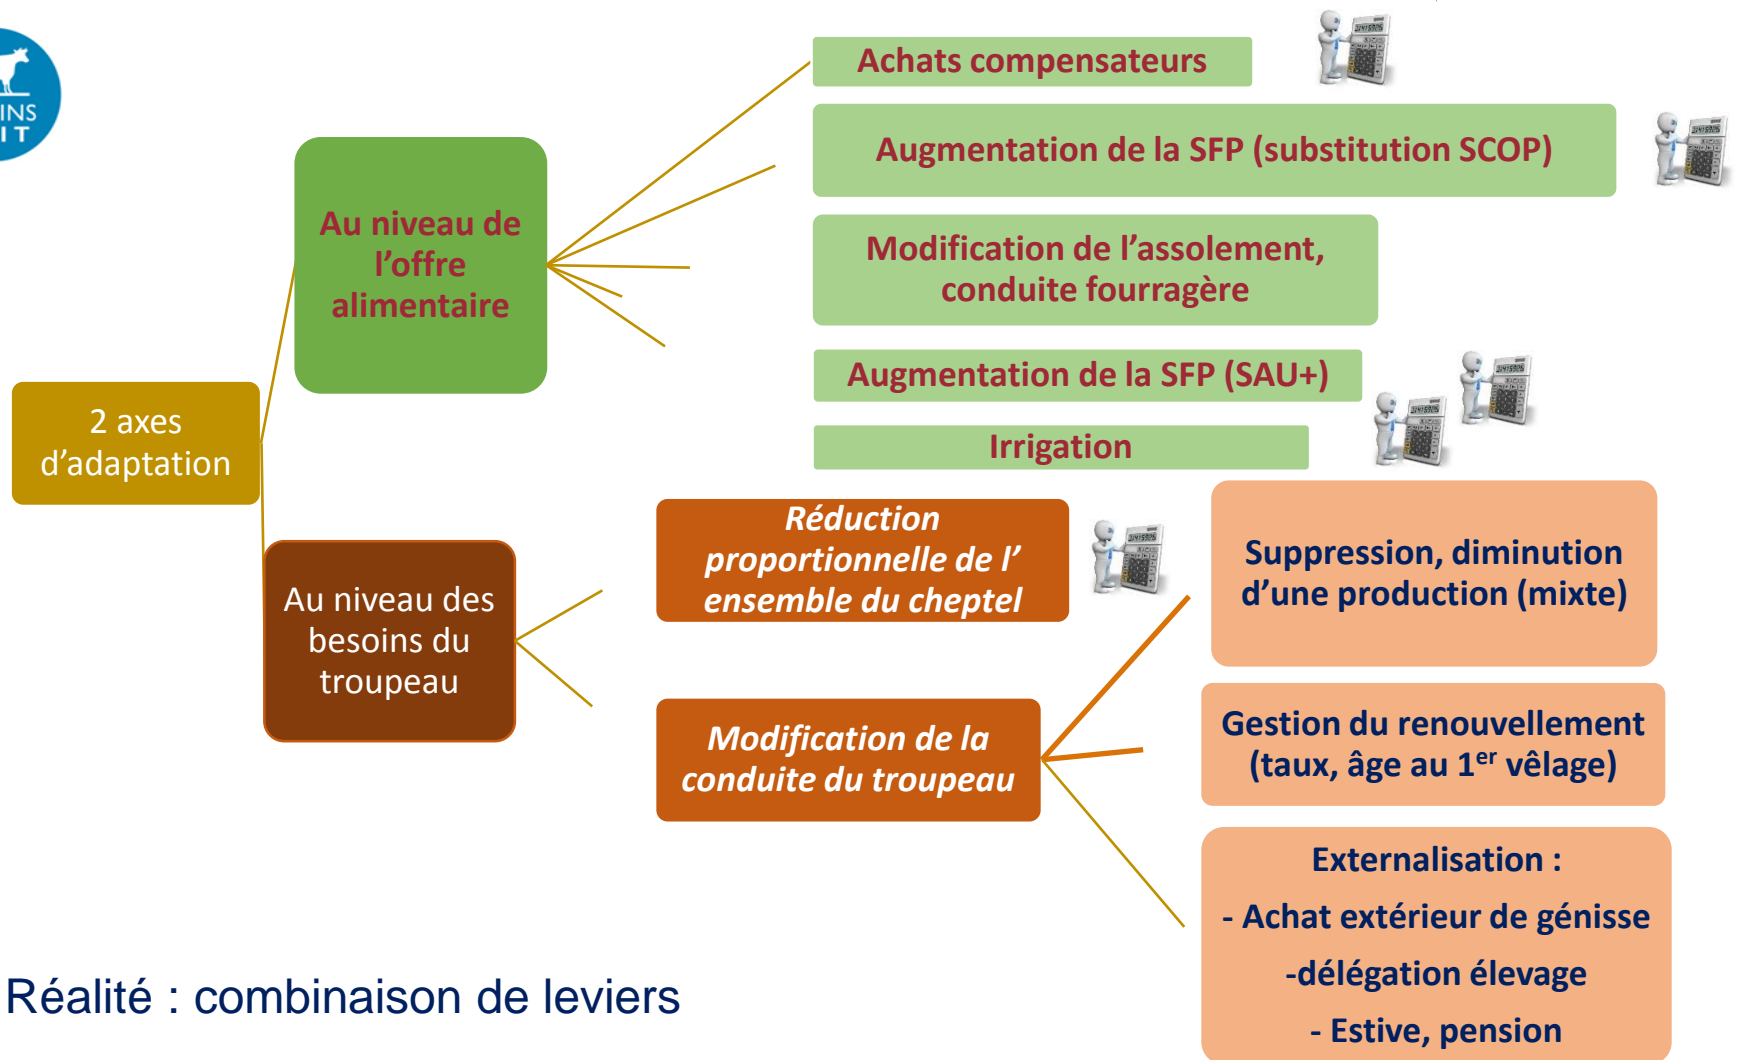 INS
IT
Achats compensateurs
Augmentation de la SFP (substitution SCOP)
Au niveau de
l’offre
alimentaire
Modification de l’assolement,
conduite fourragère
Augmentation de la SFP (SAU+)
Irrigation
2 axes
d’adaptation
Au niveau des
besoins du
troupeau
Réduction
proportionnelle de l’
ensemble du cheptel
Modification de la
conduite du troupeau
Suppression, diminution
d’une production (mixte)
Gestion du renouvellement
(taux, âge au 1er vêlage)
Externalisation :
- Achat extérieur de génisse
-délégation élevage
- Estive, pension
Réalité : combinaison de leviers